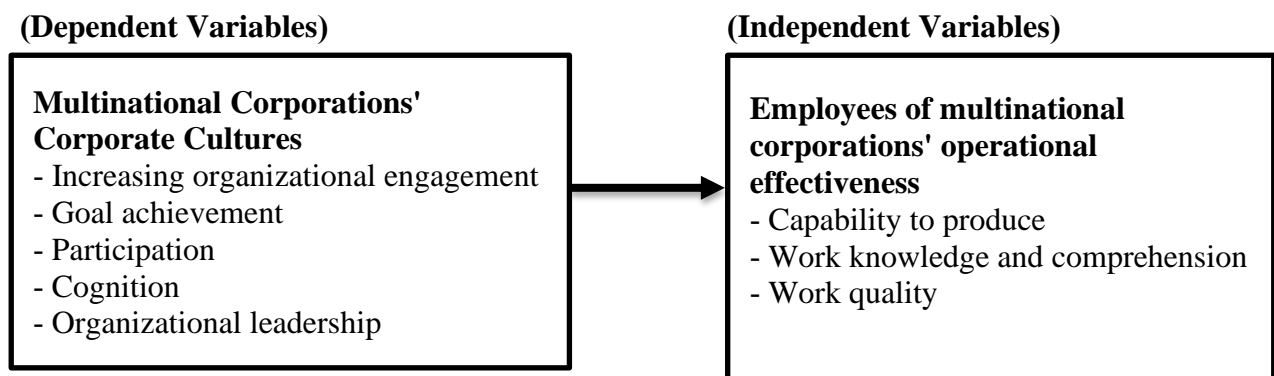 (Dependent Variables)
Multinational Corporations'
Corporate Cultures
- Increasing organizational engagement
- Goal achievement
- Participation
- Cognition
- Organizational leadership
(Independent Variables)
Employees of multinational
corporations' operational
effectiveness
- Capability to produce
- Work knowledge and comprehension
- Work quality